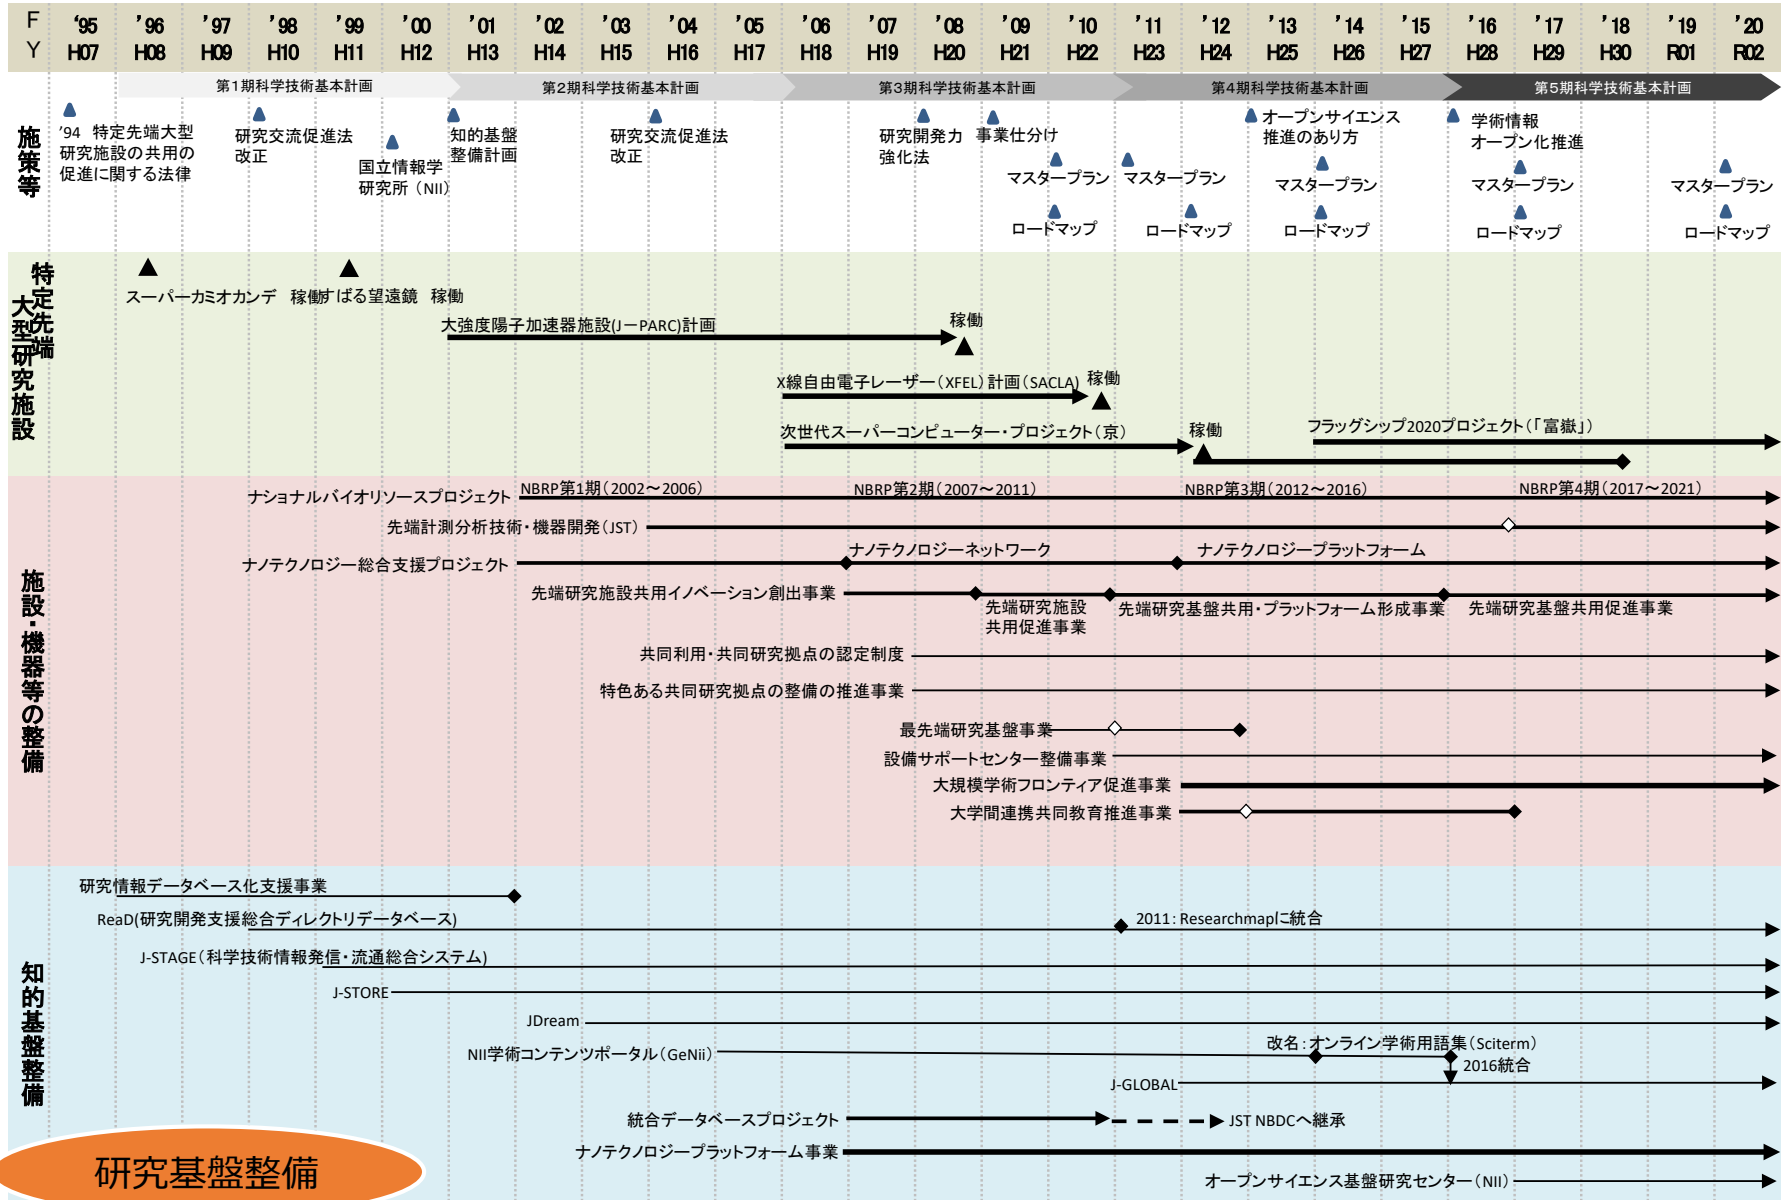 F Y
'95 '96 '97 '98 '99 '00 '01 '02 '03 '04 '05 '06 '07 '08 '09 '10 '11 '12 '13 '14 '15 '16 '17 '18 '19 '20
H07 H08 H09 H10 H11 H12 H13 H14 H15 H16 H17 H18 H19 H20 H21 H22 H23 H24 H25 H26 H27 H28 H29 H30 R01 R02
第1期科学技術基本計画
第2期科学技術基本計画
第3期科学技術基本計画
第4期科学技術基本計画
第5期科学技術基本計画
施策等
'94 特定先端大型
研究施設の共用の
促進に関する法律
研究交流促進法
改正
国立情報学
研究所（NII）
知的基盤
整備計画
研究交流促進法
改正
研究開発力
強化法
事業仕分け
マスタープラン
ロードマップ
マスタープラン
ロードマップ
オープンサイエンス
推進のあり方
マスタープラン
ロードマップ
学術情報
オープン化推進
マスタープラン
ロードマップ
マスタープラン
ロードマップ
特定先端
大型研究施設
スーパーカミオカンデ 稼働
すばる望遠鏡 稼働
大強度陽子加速器施設(J－PARC)計画
稼働
X線自由電子レーザー（XFEL）計画（SACLA)
稼働
次世代スーパーコンピューター・プロジェクト（京）
稼働
フラッグシップ2020プロジェクト（「富嶽」）
施設・機器等の整備
ナショナルバイオリソースプロジェクト
NBRP第1期（2002～2006）
NBRP第2期（2007～2011）
NBRP第3期（2012～2016）
NBRP第4期（2017～2021）
先端計測分析技術・機器開発（JST）
ナノテクノロジー総合支援プロジェクト
ナノテクノロジーネットワーク
ナノテクノロジープラットフォーム
先端研究施設共用イノベーション創出事業
先端研究施設
共用促進事業
先端研究基盤共用・プラットフォーム形成事業
先端研究基盤共用促進事業
共同利用・共同研究拠点の認定制度
特色ある共同研究拠点の整備の推進事業
最先端研究基盤事業
設備サポートセンター整備事業
大規模学術フロンティア促進事業
大学間連携共同教育推進事業
知的基盤整備
研究情報データベース化支援事業
ReaD(研究開発支援総合ディレクトリデータベース)
2011：Researchmapに統合
J-STAGE（科学技術情報発信・流通総合システム)
J-STORE
JDream
NII学術コンテンツポータル（GeNii）
改名：オンライン学術用語集（Sciterm）
2016統合
J-GLOBAL
統合データベースプロジェクト
JST NBDCへ継承
ナノテクノロジープラットフォーム事業
オープンサイエンス基盤研究センター（NII）
研究基盤整備